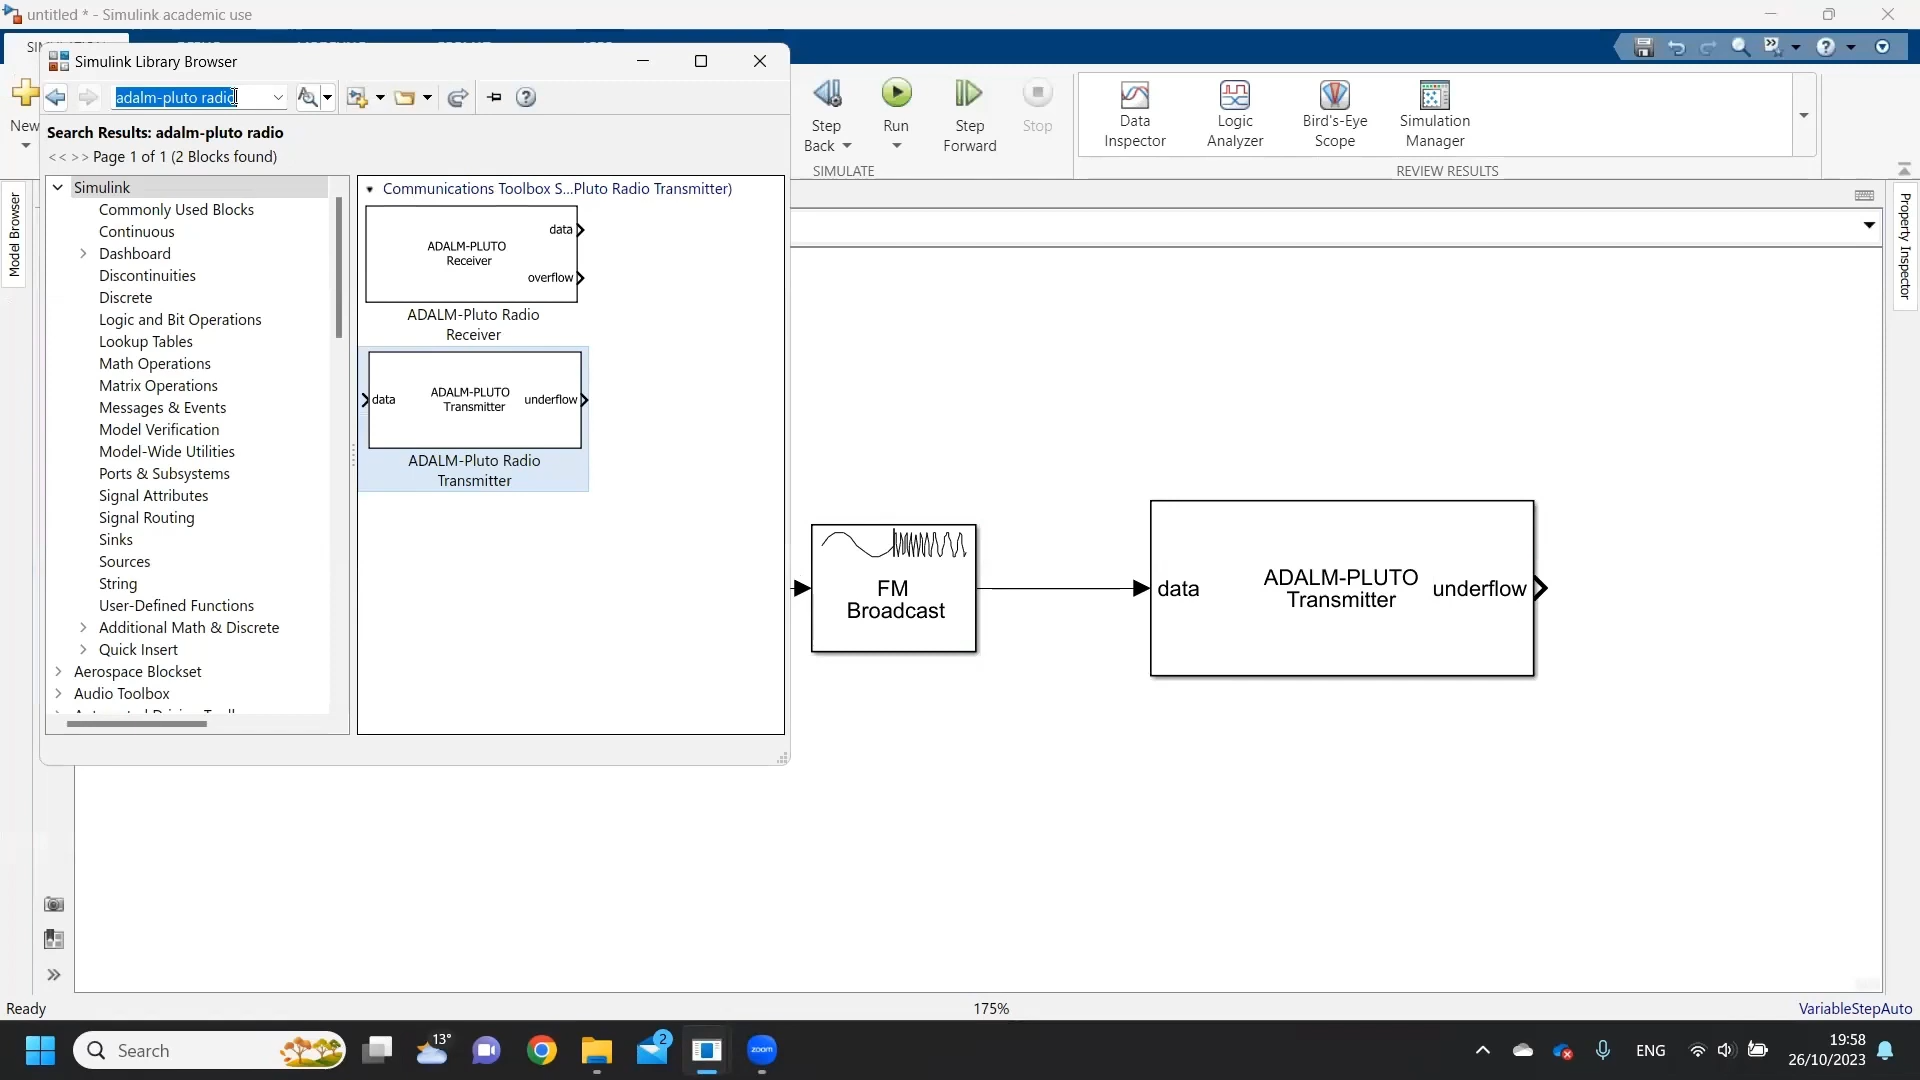 untitled * - Simulink academic use
Simulink Library Browser
adalm-pluto radio
Search Results: adalm-pluto radio
<< >> Page 1 of 1 (2 Blocks found)
New
Step
Back
Run
Step
Forward
Stop
SIMULATE
Data
Inspector
Logic
Analyzer
Bird's-Eye
Scope
Simulation
Manager
REVIEW RESULTS
Model Browser
Property Inspector
Simulink
Commonly Used Blocks
Continuous
Dashboard
Discontinuities
Discrete
Logic and Bit Operations
Lookup Tables
Math Operations
Matrix Operations
Messages & Events
Model Verification
Model-Wide Utilities
Ports & Subsystems
Signal Attributes
Signal Routing
Sinks
Sources
String
User-Defined Functions
Additional Math & Discrete
Quick Insert
Aerospace Blockset
Audio Toolbox
Communications Toolbox S...Pluto Radio Transmitter)
data
ADALM-PLUTO
Receiver
overflow
ADALM-Pluto Radio
Receiver
data
ADALM-PLUTO
Transmitter
underflow
ADALM-Pluto Radio
Transmitter
FM
Broadcast
data
ADALM-PLUTO
Transmitter
underflow
Ready
175%
VariableStepAuto
Search
13°
2
zoom
ENG
19:58
26/10/2023